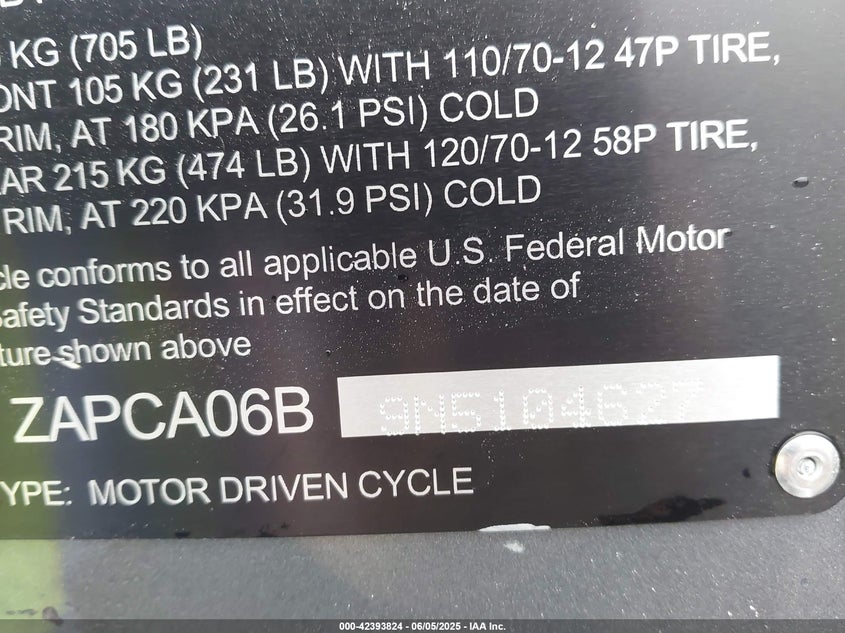 KG (705 LB)
ONT 105 KG (231 LB) WITH 110/70-12 47P TIRE,
RIM, AT 180 KPA (26.1 PSI) COLD
AR 215 KG (474 LB) WITH 120/70-12 58P TIRE,
RIM, AT 220 KPA (31.9 PSI) COLD
cle conforms to all applicable U.S. Federal Motor
Safety Standards in effect on the date of
ture shown above
ZAPCA06B 9N5104627
YPE: MOTOR DRIVEN CYCLE
000-42393824 | 06/05/2025 | IAA Inc.